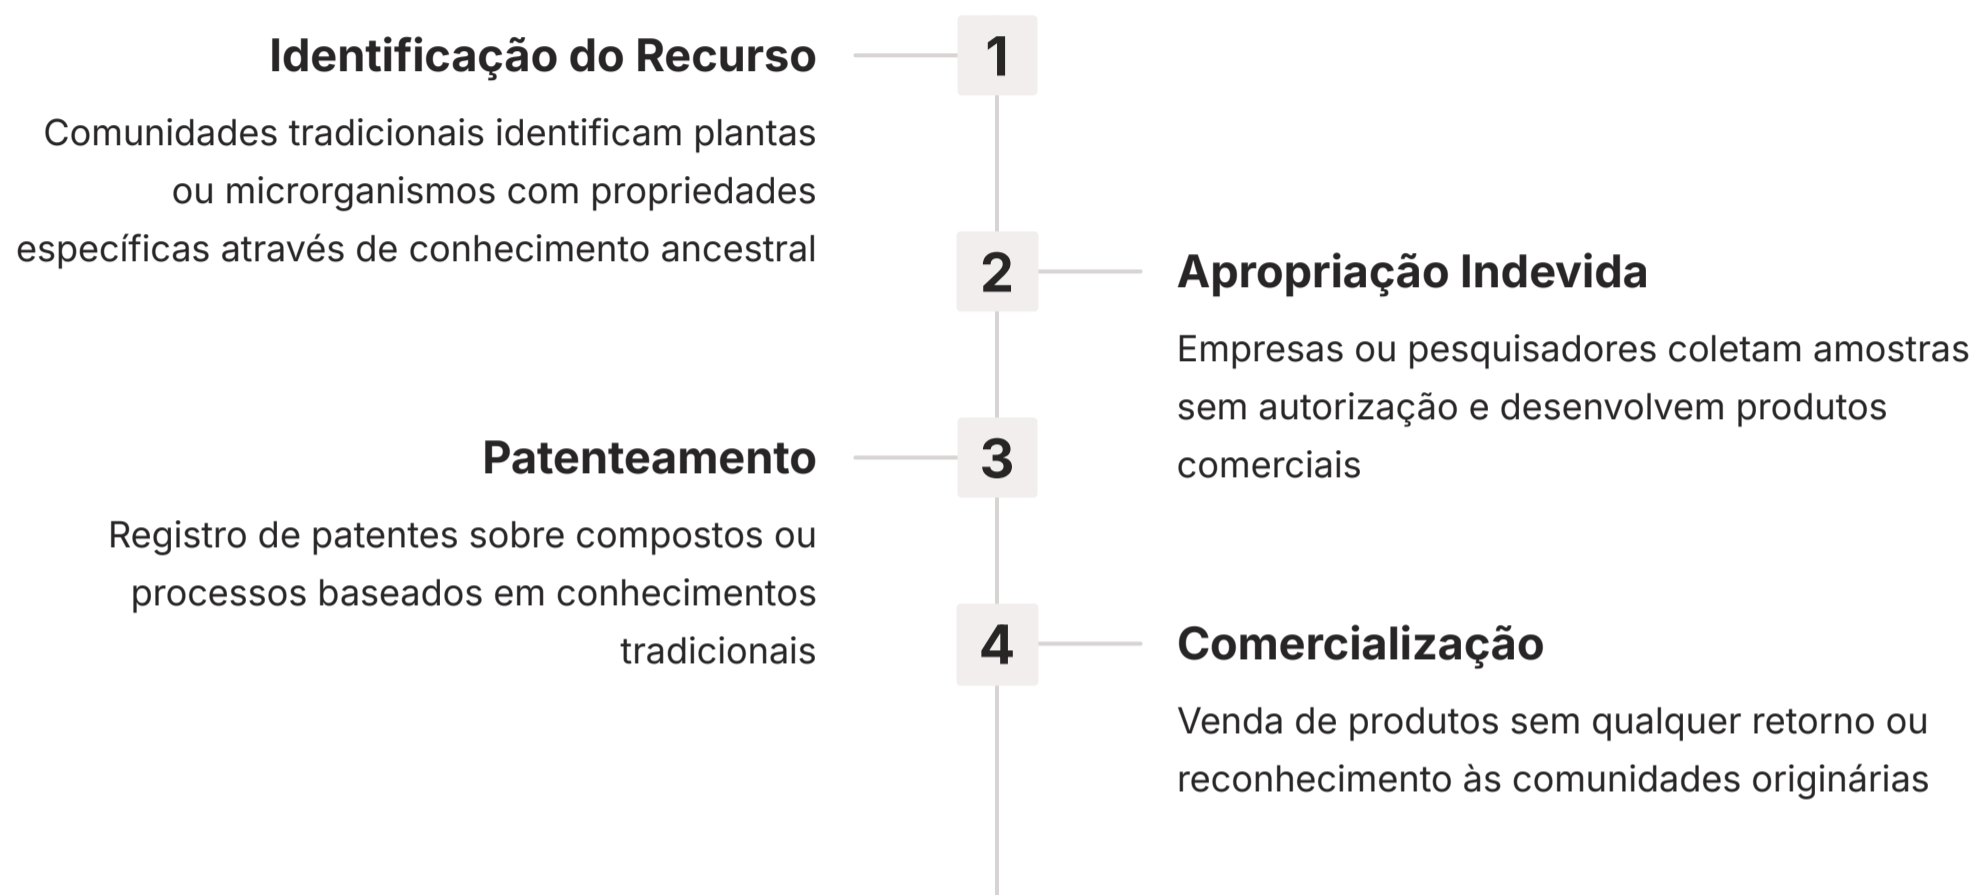 1
Identificação do Recurso
Comunidades tradicionais identificam plantas
ou microrganismos com propriedades
específicas através de conhecimento ancestral
2
Apropriação Indevida
Empresas ou pesquisadores coletam amostras
sem autorização e desenvolvem produtos
comerciais
3
Patenteamento
Registro de patentes sobre compostos ou
processos baseados em conhecimentos
tradicionais
4
Comercialização
Venda de produtos sem qualquer retorno ou
reconhecimento às comunidades originárias